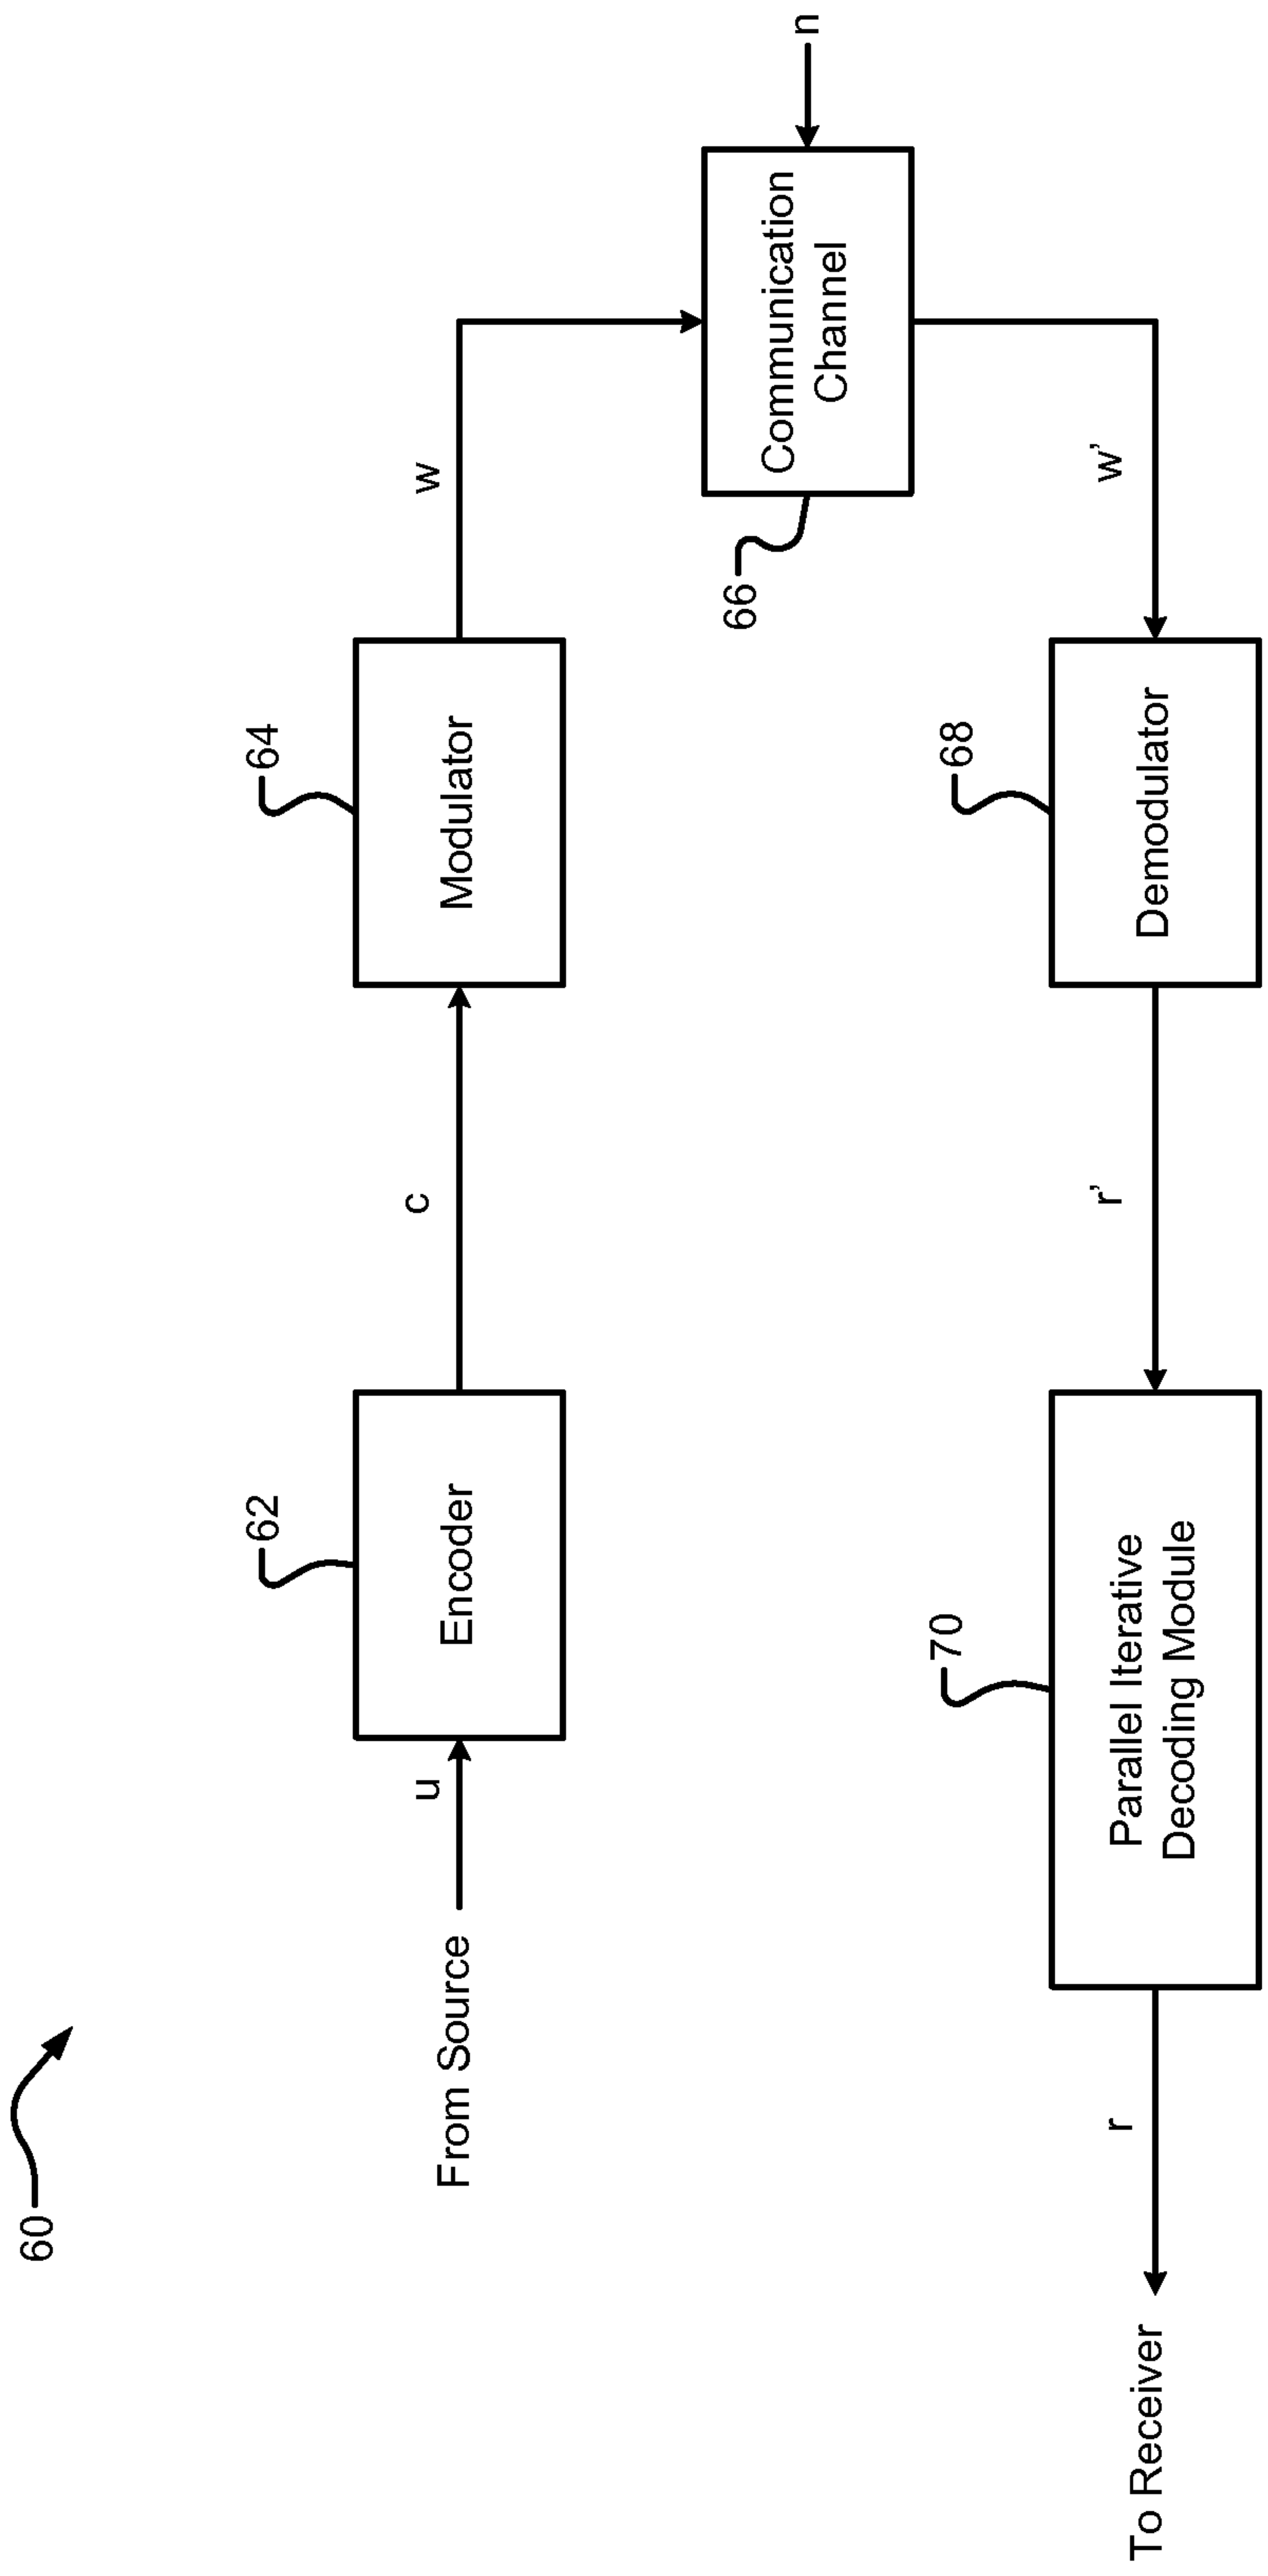 60
62
64
From Source
u
Encoder
c
Modulator
w
66
Communication
Channel
n
70
68
To Receiver
r
Parallel Iterative
Decoding Module
r’
Demodulator
w’